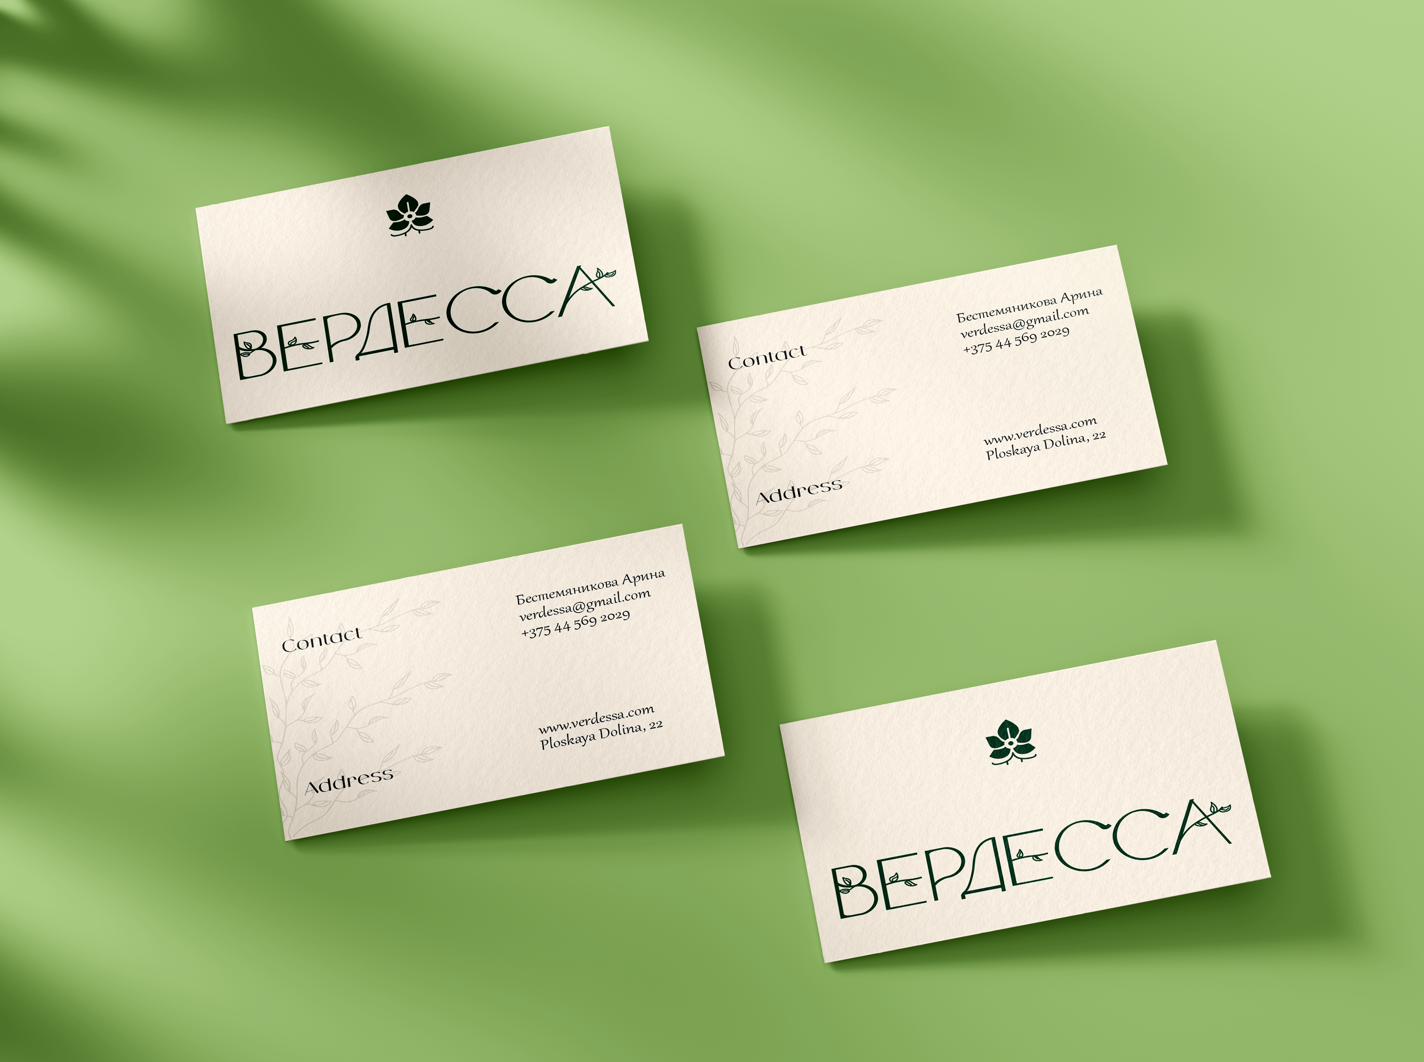 ВЕРДЕССА
Contact
Бестемяникова Арина
verdessa@gmail.com
+375 44 569 2029
www.verdessa.com
Ploskaya Dolina, 22
Address
Contact
Бестемяникова Арина
verdessa@gmail.com
+375 44 569 2029
www.verdessa.com
Ploskaya Dolina, 22
Address
ВЕРДЕССА